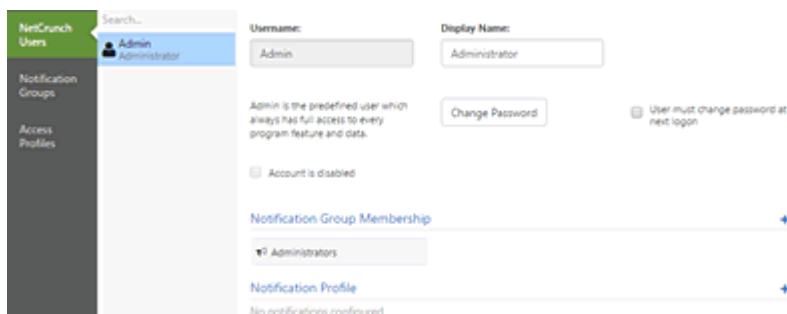 NetCrunch
Users
Notification
Groups
Access
Profiles
Search...
Admin
Administrator
Username:
Display Name:
Admin
Administrator
Admin is the predefined user which
always has full access to every
program feature and data.
Change Password
User must change password at
next logon
Account is disabled
Notification Group Membership
+
Administrators
Notification Profile
+
No notifications configured